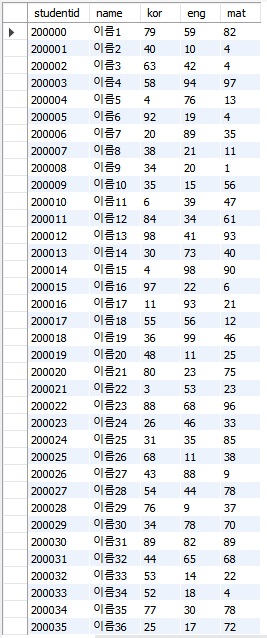 studentid name kor eng mat
200000 이름1 79 59 82
200001 이름2 40 10 4
200002 이름3 63 42 4
200003 이름4 58 94 97
200004 이름5 4 76 13
200005 이름6 92 19 4
200006 이름7 20 89 35
200007 이름8 38 21 11
200008 이름9 34 20 1
200009 이름10 35 15 56
200010 이름11 6 39 47
200011 이름12 84 34 61
200012 이름13 98 41 93
200013 이름14 30 73 40
200014 이름15 4 98 90
200015 이름16 97 22 6
200016 이름17 11 93 21
200017 이름18 55 56 12
200018 이름19 36 99 46
200019 이름20 48 11 25
200020 이름21 80 23 75
200021 이름22 3 53 23
200022 이름23 88 68 96
200023 이름24 26 46 33
200024 이름25 31 35 85
200025 이름26 68 11 38
200026 이름27 43 88 9
200027 이름28 54 44 78
200028 이름29 76 9 37
200029 이름30 34 78 70
200030 이름31 89 82 89
200031 이름32 44 65 68
200032 이름33 53 14 22
200033 이름34 52 18 4
200034 이름35 77 30 78
200035 이름36 25 17 72